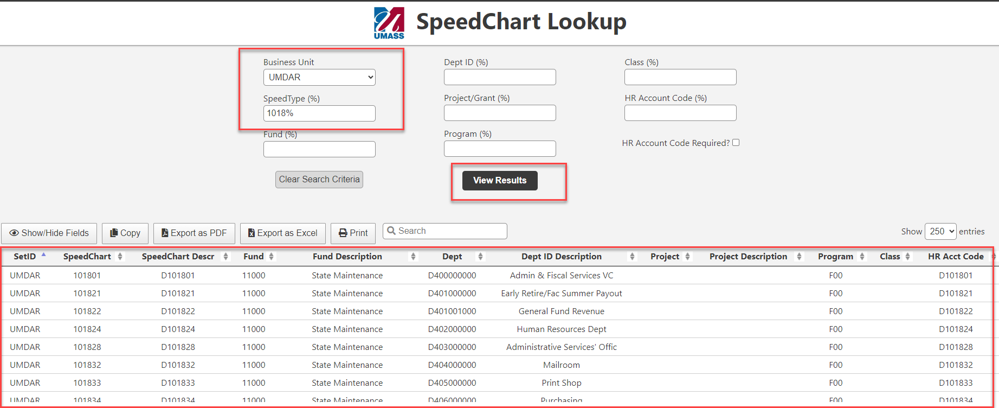 UMASS
SpeedChart Lookup
Business Unit
UMDAR
SpeedType (%)
1018%
Fund (%)
Dept ID (%)
Project/Grant (%)
Program (%)
Class (%)
HR Account Code (%)
HR Account Code Required?
Clear Search Criteria
View Results
Show/Hide Fields Copy Export as PDF Export as Excel Print Search Show 250 entries
SetID SpeedChart SpeedChart Descr Fund Fund Description Dept Dept ID Description Project Project Description Program Class HR Acct Code
UMDAR 101801 D101801 11000 State Maintenance D400000000 Admin & Fiscal Services VC F00 D101801
UMDAR 101821 D101821 11000 State Maintenance D401000000 Early Retire/Fac Summer Payout F00 D101821
UMDAR 101822 D101822 11000 State Maintenance D401001000 General Fund Revenue F00 D101822
UMDAR 101824 D101824 11000 State Maintenance D402000000 Human Resources Dept F00 D101824
UMDAR 101828 D101828 11000 State Maintenance D403000000 Administrative Services' Offic F00 D101828
UMDAR 101832 D101832 11000 State Maintenance D404000000 Mailroom F00 D101832
UMDAR 101833 D101833 11000 State Maintenance D405000000 Print Shop F00 D101833
UMDAR 101834 D101834 11000 State Maintenance D406000000 Purchasing F00 D101834